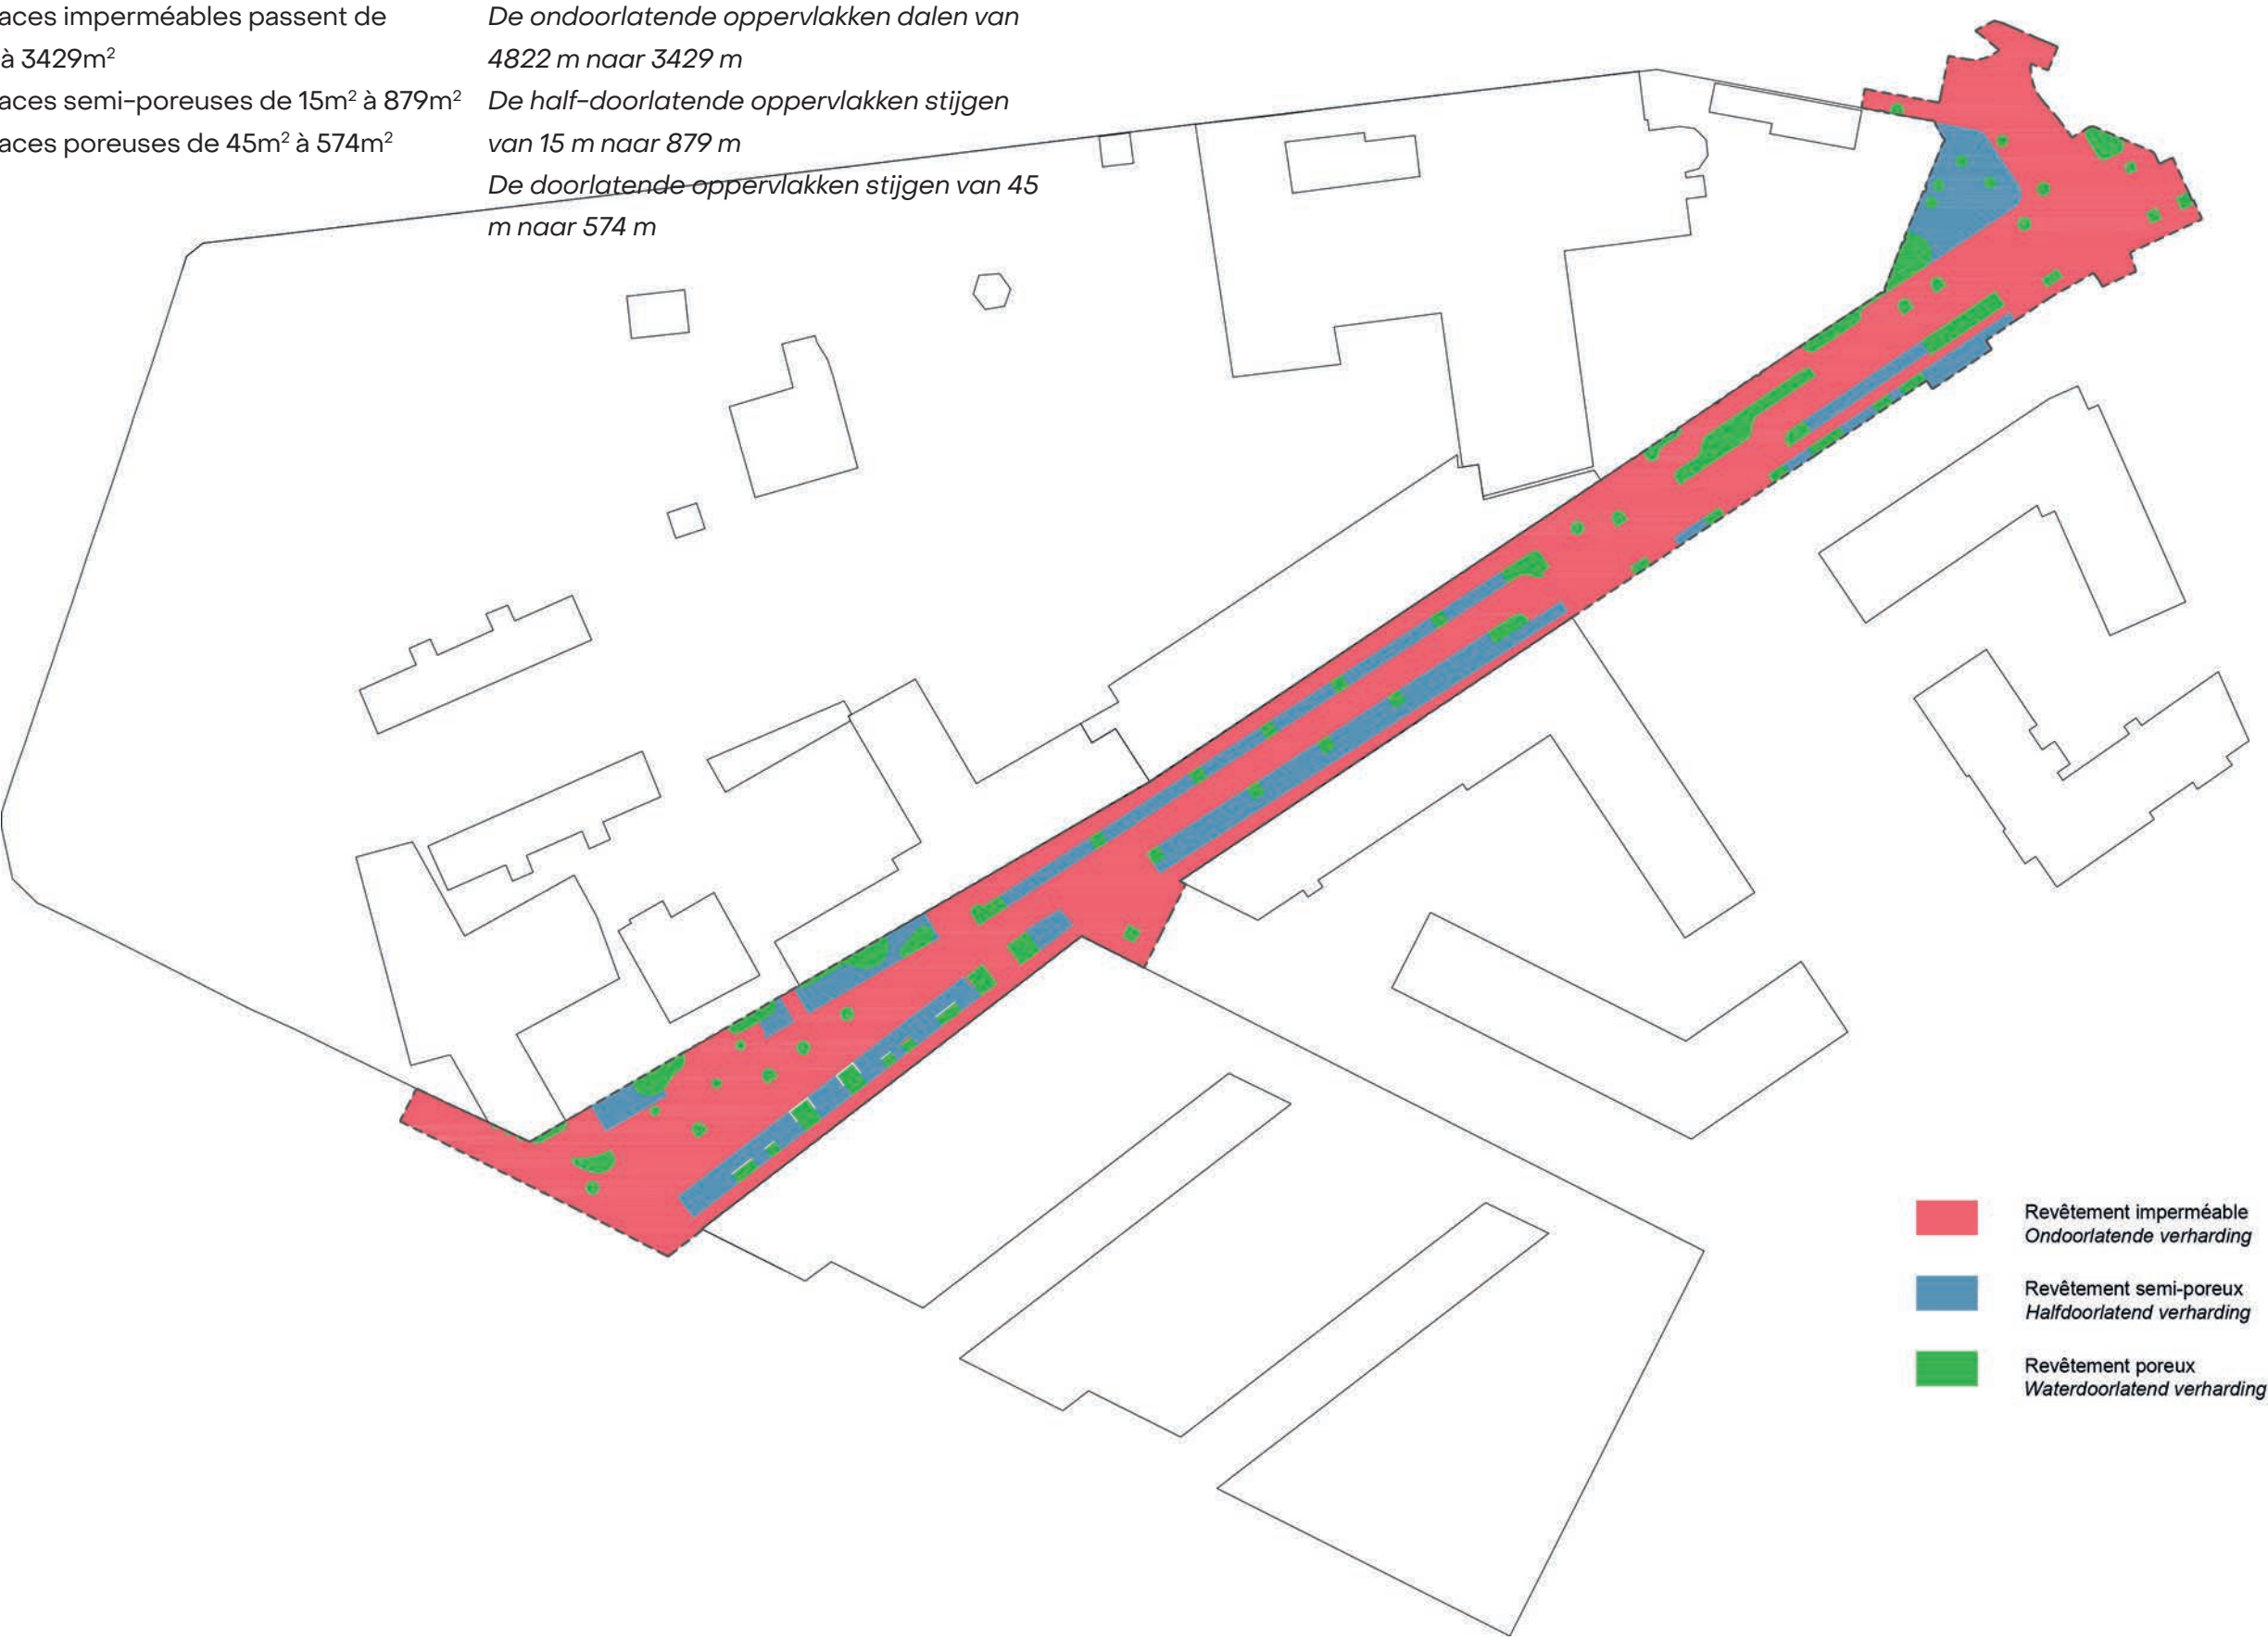 aces imperméables passent de
à 3429m²
aces semi-poreuses de 15m² à 879m²
aces poreuses de 45m² à 574m²
De ondoorlatende oppervlakken dalen van
4822 m naar 3429 m
De half-doorlatende oppervlakken stijgen
van 15 m naar 879 m
De doorlatende oppervlakken stijgen van 45
m naar 574 m
Revêtement imperméable
Ondoorlatende verharding
Revêtement semi-poreux
Halfdoorlatend verharding
Revêtement poreux
Waterdoorlatend verharding